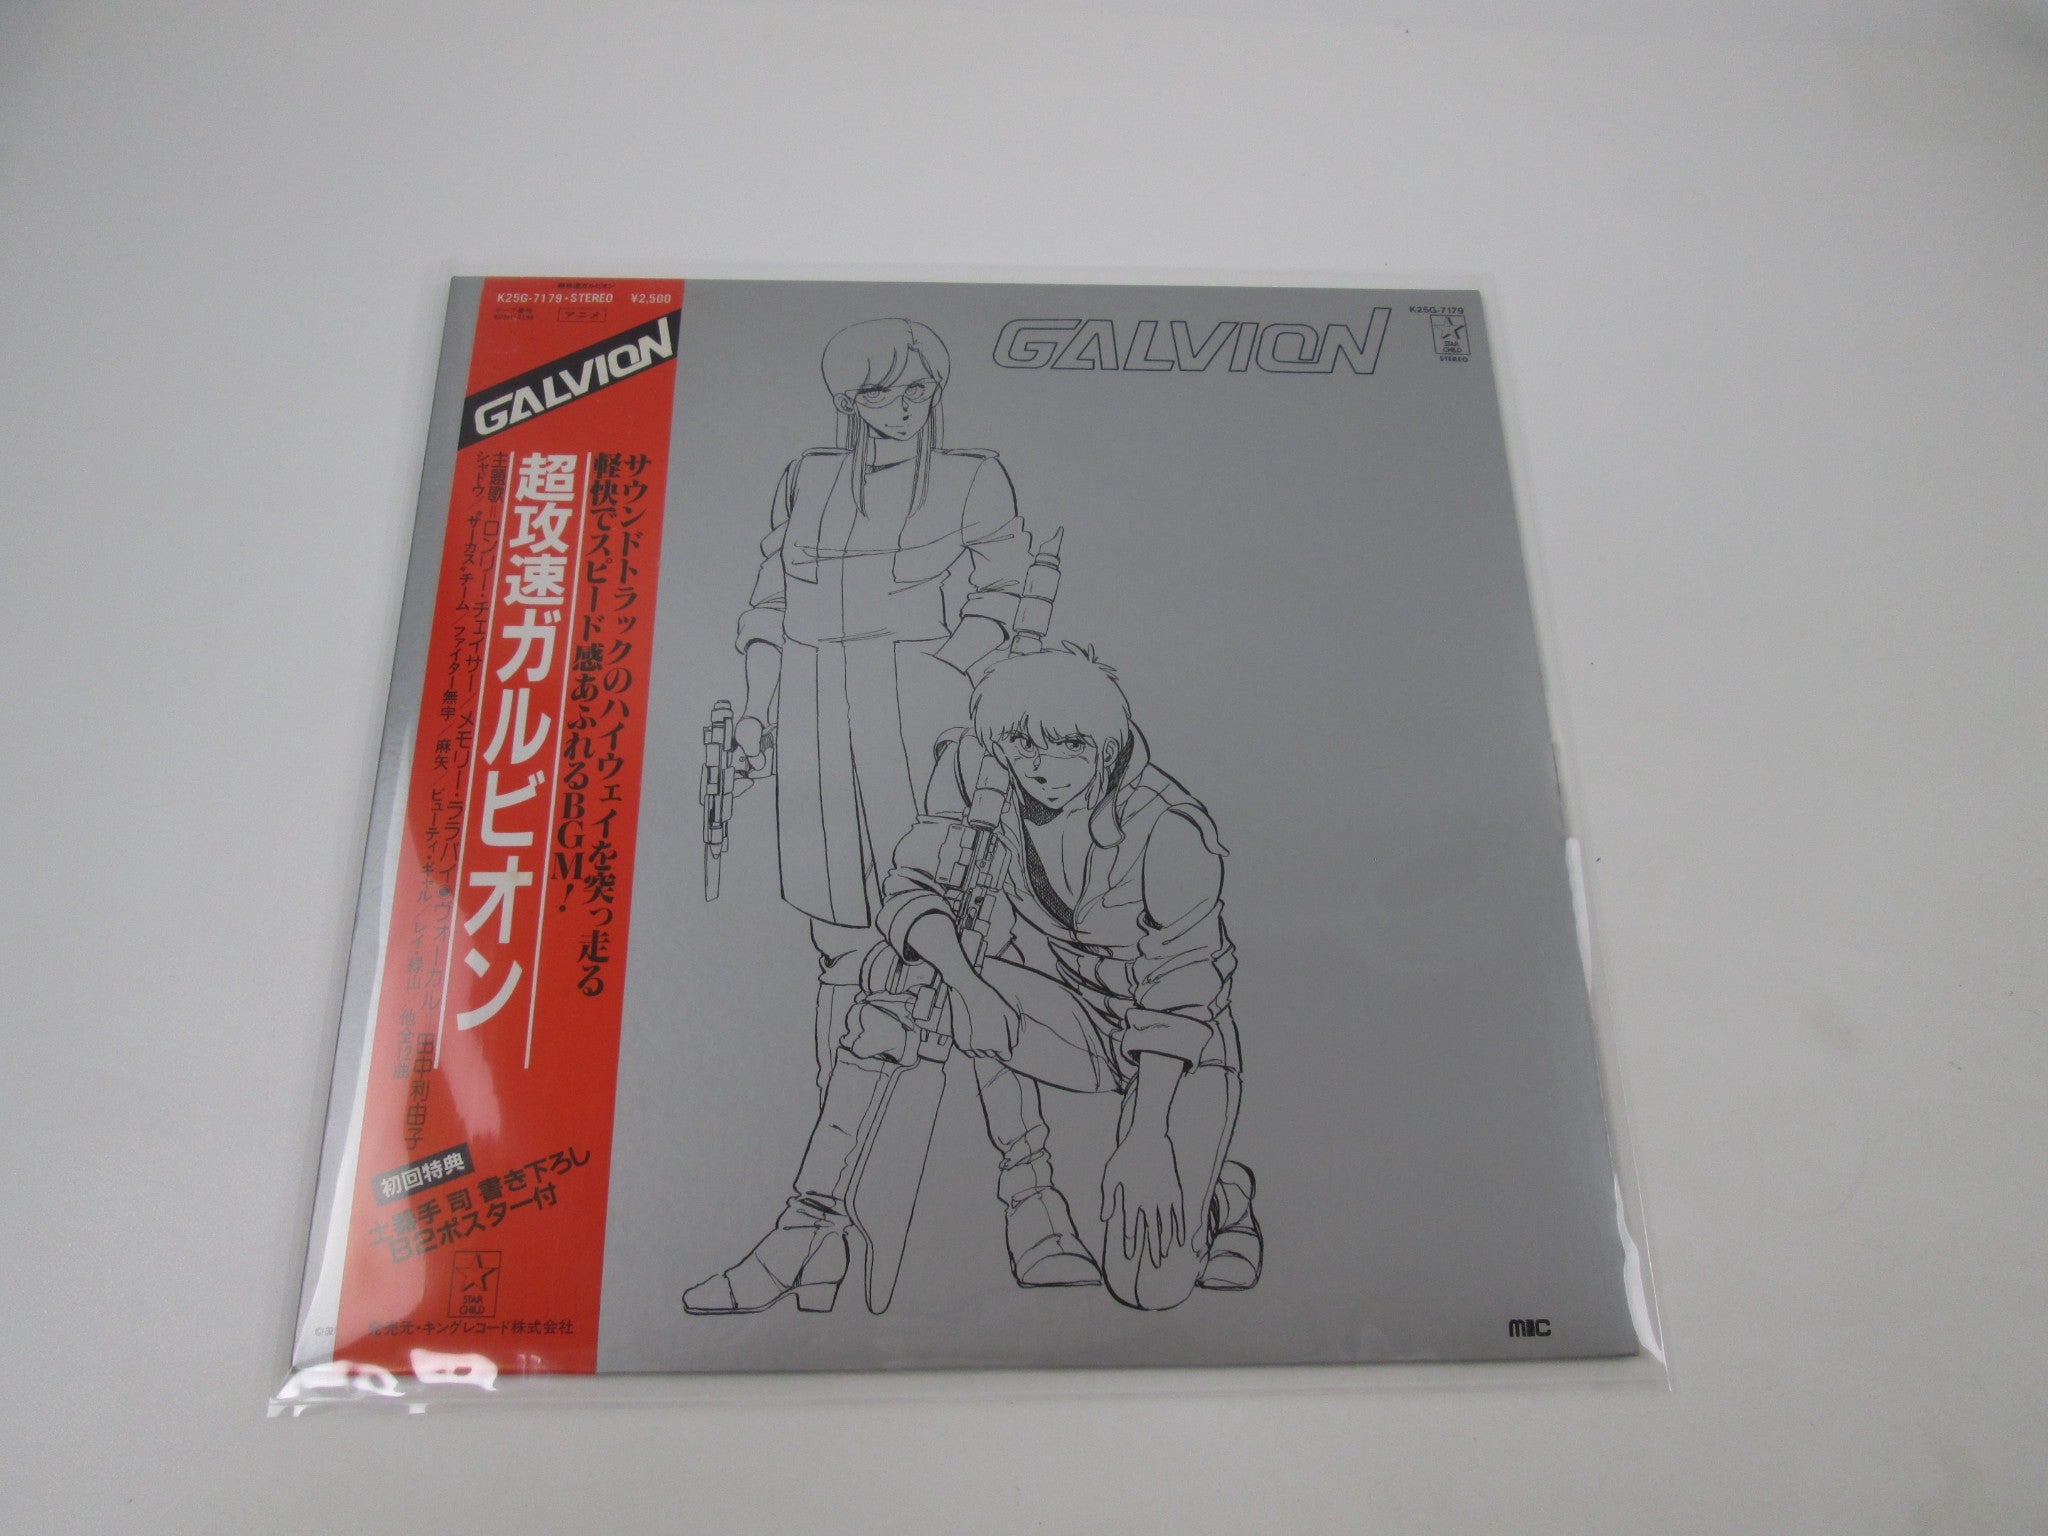 K25G-7179・STEREO ¥2,500
アニメ
GALVION
サウンドトラックのハイウェイを突っ走る
軽快でスピード感あふれるBGM!
超攻速ガルビオン
主題歌=ロンリー・チェイサー/メモリー・ララバイ●ヴォーカル 田中利由子
シャドウ/"サーカス"チーム/ファイター無宇/麻矢/ビューティ・ギャル/レイ・緑山/他全12曲
初回特典
土器手 司 書き下ろし
B2ポスター付
STAR
CHILD
発売元・キングレコード株式会社
GALVION
K25G-7179
STAR
CHILD
STEREO
MIC